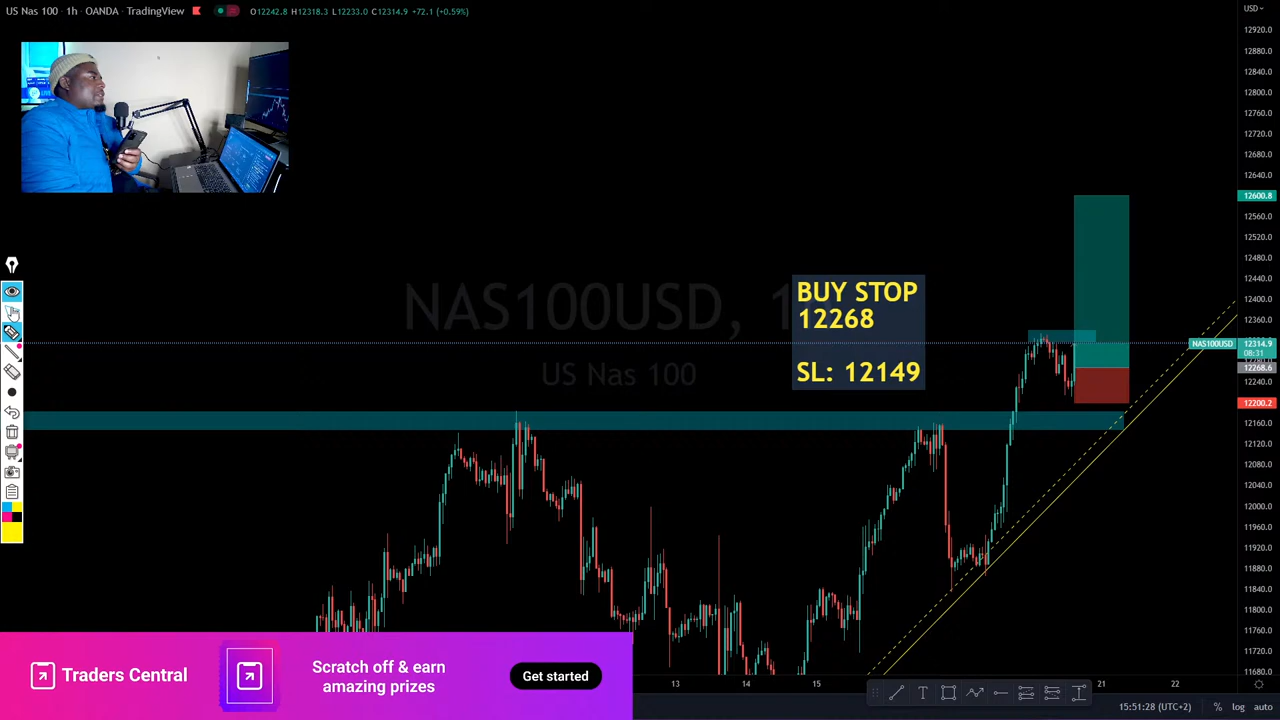 US Nas 100 · 1h · OANDA · TradingView
O12242.8 H12318.3 L12233.0 C12314.9 +72.1 (+0.59%)
USD
12920.0
12880.0
12840.0
12800.0
12760.0
12720.0
12680.0
12640.0
12600.8
12560.0
12520.0
12480.0
12440.0
12400.0
12360.0
NAS100USD 12314.9
08:31
12268.6
12240.0
12200.2
12160.0
12120.0
12080.0
12040.0
12000.0
11960.0
11920.0
11880.0
11840.0
11800.0
11760.0
11720.0
11680.0
NAS100USD, 1h
US Nas 100
BUY STOP
12268
SL: 12149
Traders Central
Scratch off & earn
amazing prizes
Get started
13
14
15
21
22
15:51:28 (UTC+2)
%
log
auto